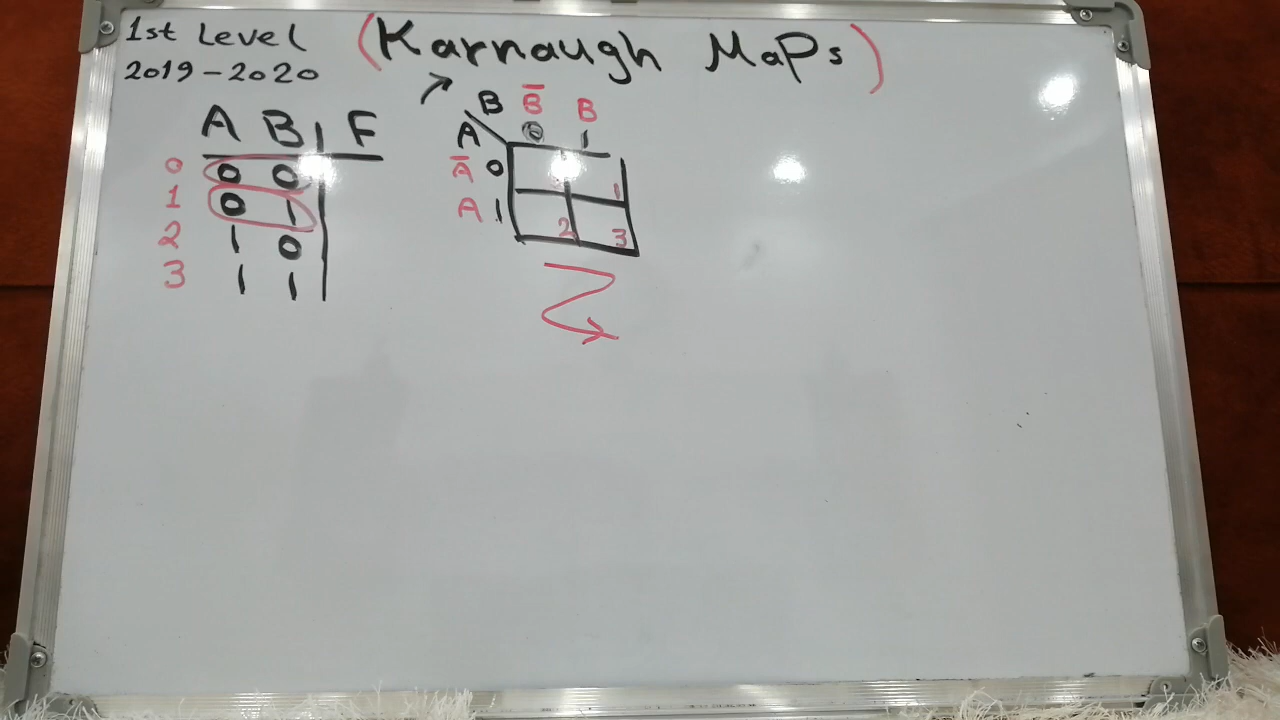 1st Level (Karnaugh Maps)
2019-2020
A B F
0 0 0
1 0 1
2 1 0
3 1 1
B B̅ B
A 0 1
A̅ 0 1
A 1 2 3